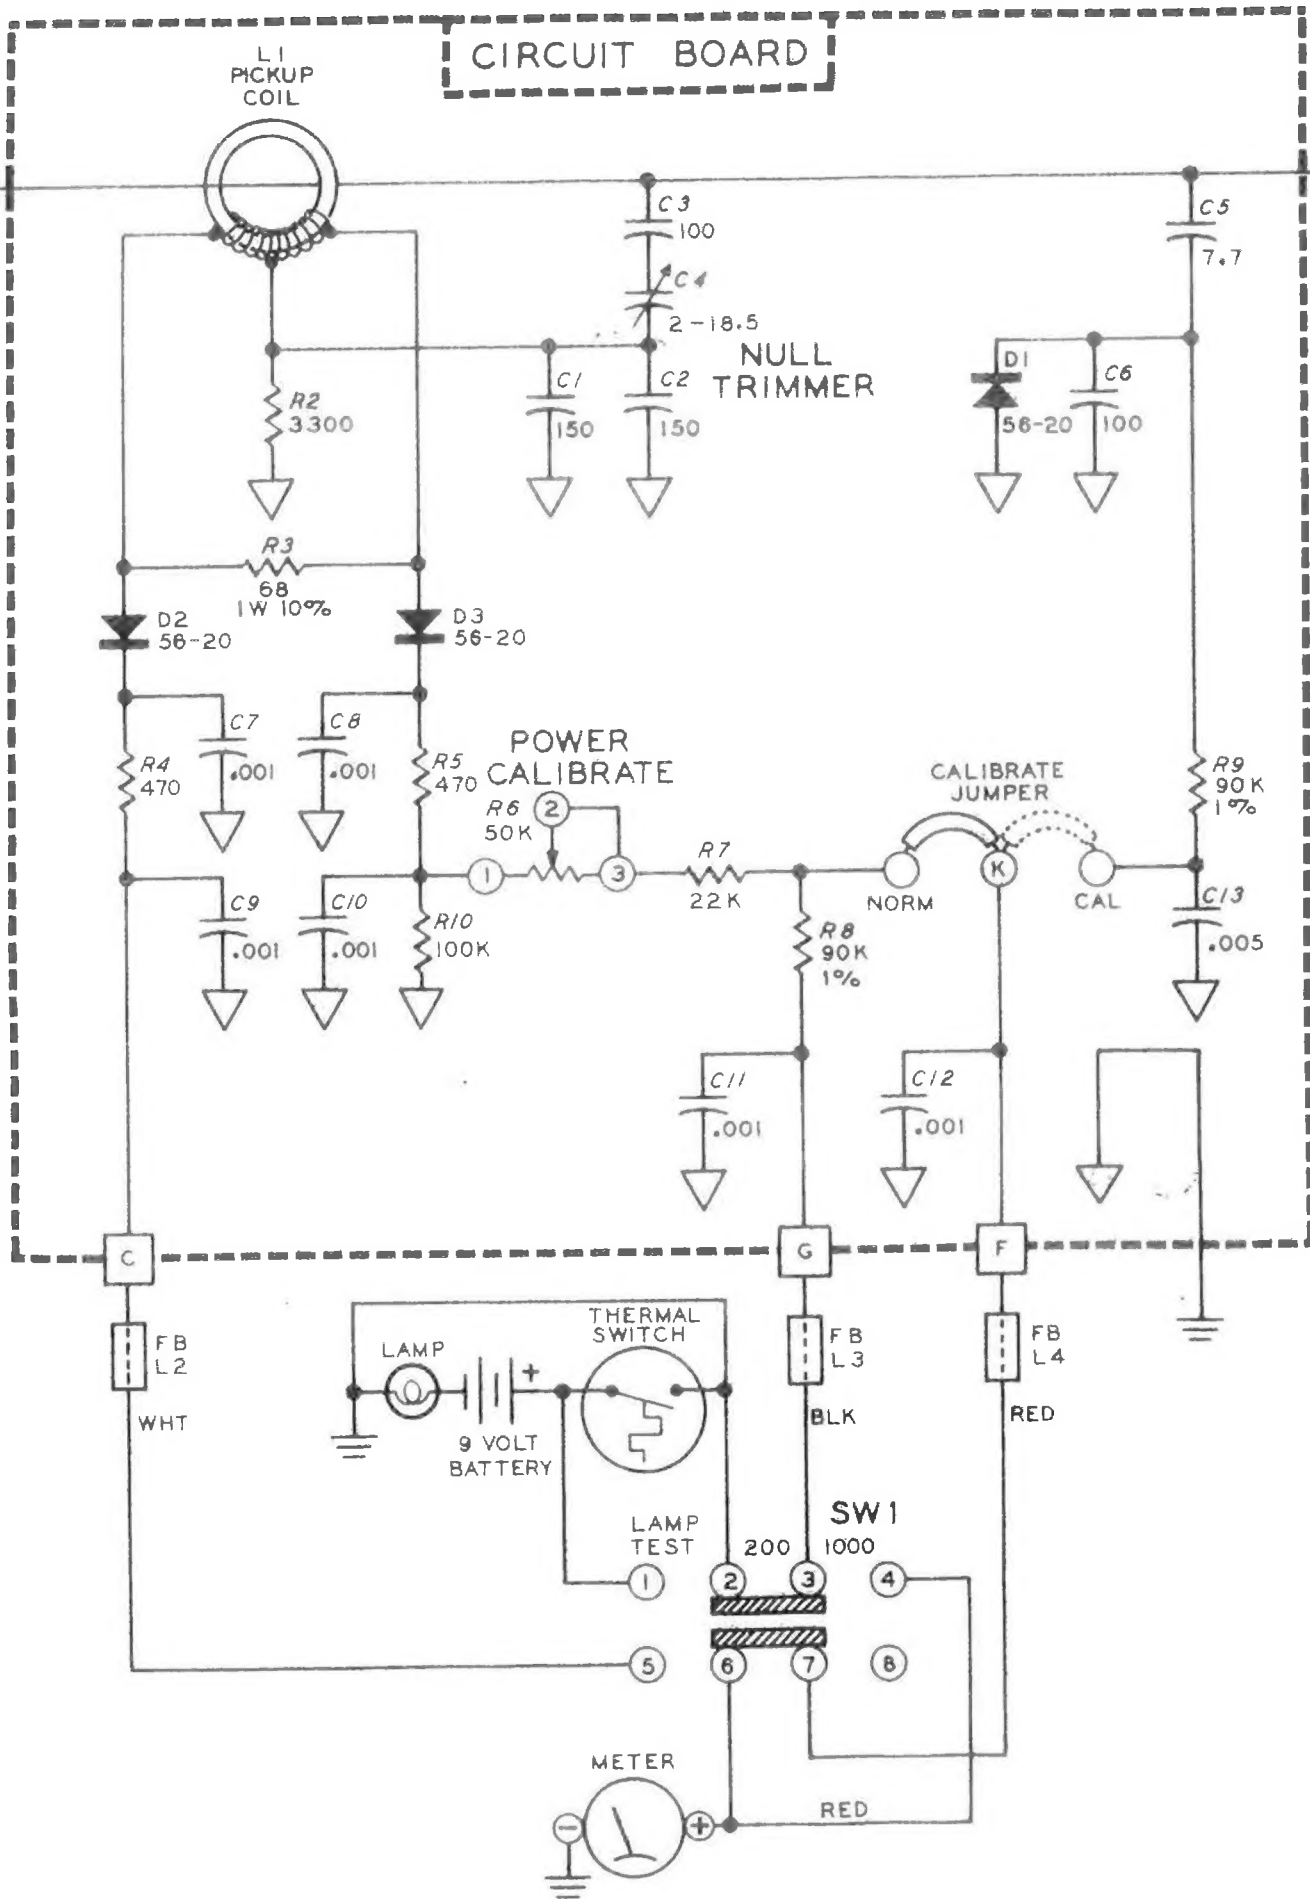 CIRCUIT BOARD
L1
PICKUP
COIL
C3
100
C4
2-18.5
NULL
TRIMMER
C5
7.7
R2
3300
C1
150
C2
150
D1
56-20
C6
100
R3
68
1W 10%
D2
56-20
D3
56-20
C7
.001
C8
.001
R4
470
R5
470
POWER
CALIBRATE
R6
50K
2
1
3
R7
22K
CALIBRATE
JUMPER
NORM
K
CAL
R9
90K
1%
C9
.001
C10
.001
R10
100K
R8
90K
1%
C13
.005
C11
.001
C12
.001
C
G
F
FB
L2
WHT
LAMP
+
9 VOLT
BATTERY
THERMAL
SWITCH
FB
L3
BLK
FB
L4
RED
LAMP
TEST
SW1
200
1000
1
2
3
4
5
6
7
8
METER
-
+
RED